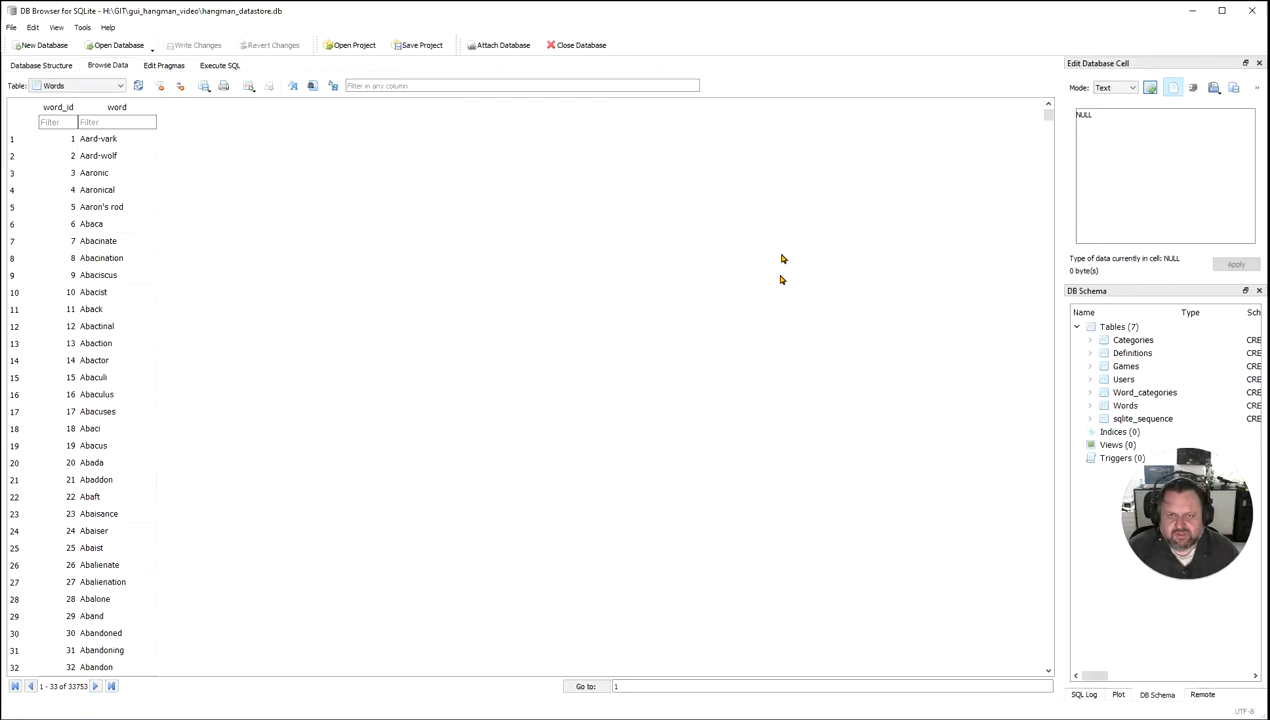 DB Browser for SQLite - H:\GIT\gui_hangman_video\hangman_datastore.db
File Edit View Tools Help
New Database Open Database Write Changes Revert Changes Open Project Save Project Attach Database Close Database
Database Structure Browse Data Edit Pragmas Execute SQL
Table: Words Filter in any column
word_id word
Filter Filter
1 1 Aard-vark
2 2 Aard-wolf
3 3 Aaronic
4 4 Aaronical
5 5 Aaron's rod
6 6 Abaca
7 7 Abacinate
8 8 Abacination
9 9 Abaciscus
10 10 Abacist
11 11 Aback
12 12 Abactinal
13 13 Abaction
14 14 Abactor
15 15 Abaculi
16 16 Abaculus
17 17 Abacuses
18 18 Abaci
19 19 Abacus
20 20 Abada
21 21 Abaddon
22 22 Abaft
23 23 Abaisance
24 24 Abaiser
25 25 Abaist
26 26 Abalienate
27 27 Abalienation
28 28 Abalone
29 29 Aband
30 30 Abandoned
31 31 Abandoning
32 32 Abandon
1 - 33 of 33753 Go to: 1
Edit Database Cell
Mode: Text
NULL
Type of data currently in cell: NULL
0 byte(s)
Apply
DB Schema
Name Type Sch
Tables (7)
Categories CRE
Definitions CRE
Games CRE
Users CRE
Word_categories CRE
Words CRE
sqlite_sequence CRE
Indices (0)
Views (0)
Triggers (0)
SQL Log Plot DB Schema Remote
UTF-8